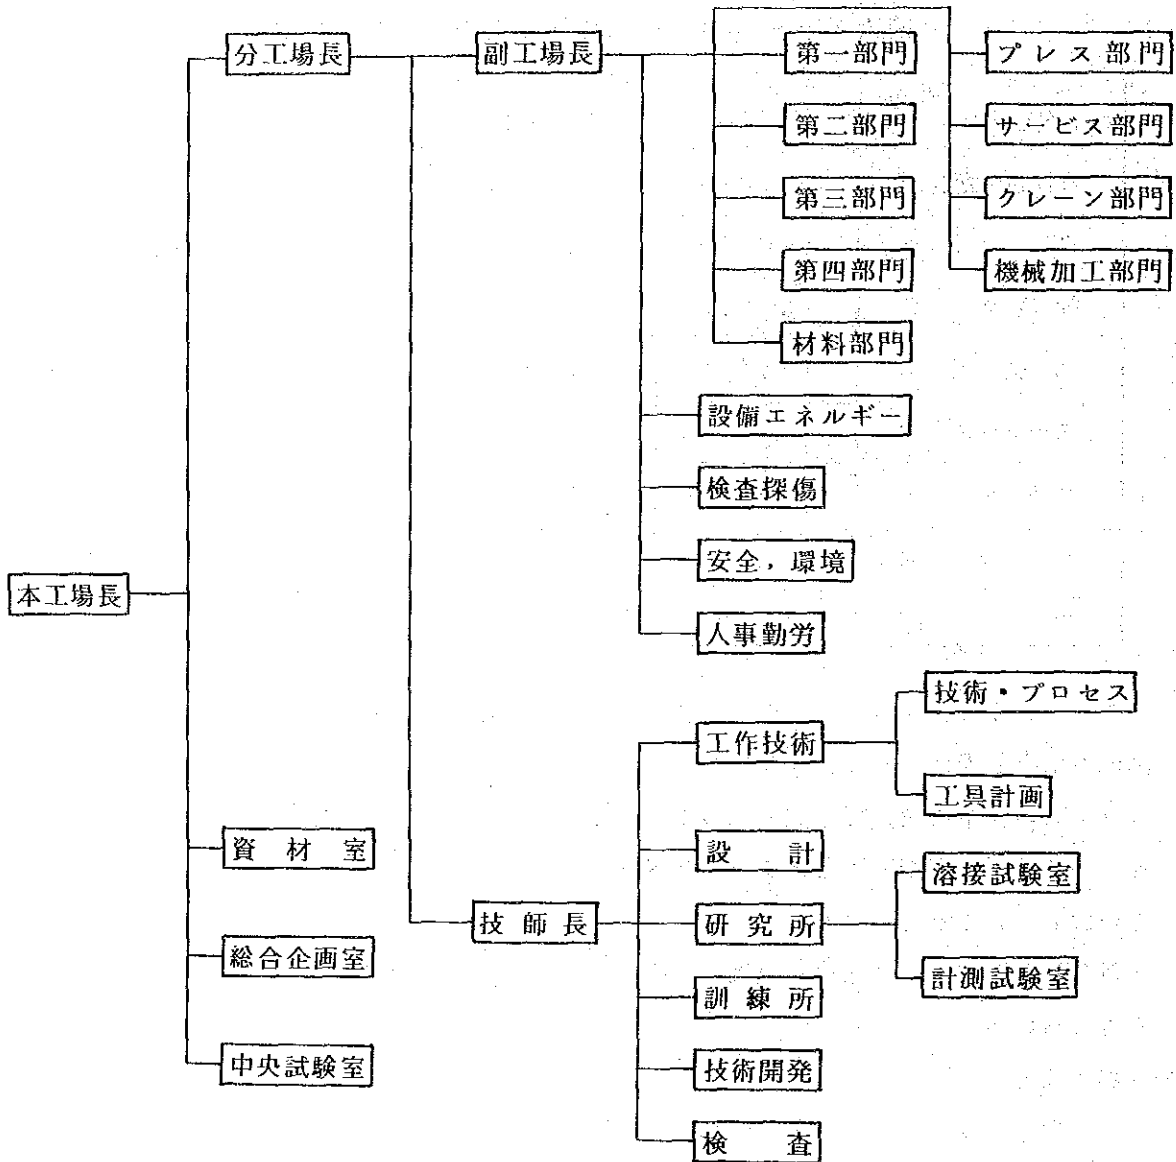 分工場長
副工場長
第一部門
プレス部門
第二部門
サービス部門
第三部門
クレーン部門
第四部門
機械加工部門
材料部門
設備エネルギー
検査探傷
安全,環境
本工場長
人事勤労
技術・プロセス
工作技術
工具計画
資材室
設計
溶接試験室
技師長
研究所
総合企画室
計測試験室
訓練所
中央試験室
技術開発
検査